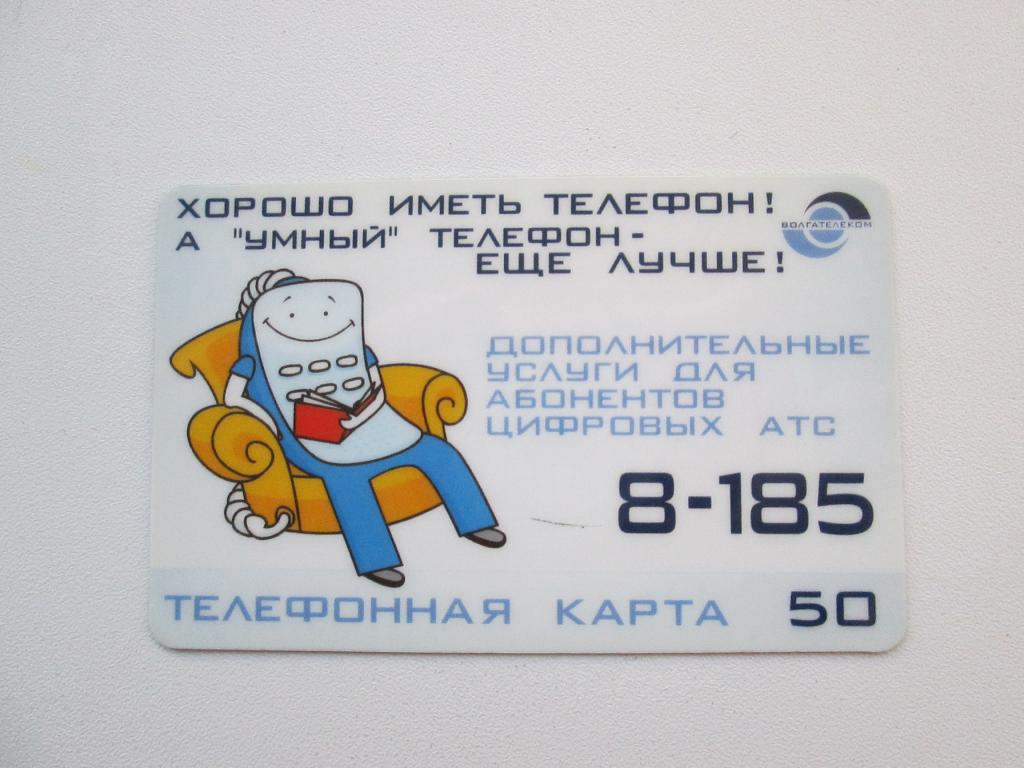 ХОРОШО ИМЕТЬ ТЕЛЕФОН!
А "УМНЫЙ" ТЕЛЕФОН-
ЕЩЕ ЛУЧШЕ!
ВОЛГАТЕЛЕКОМ
ДОПОЛНИТЕЛЬНЫЕ
УСЛУГИ ДЛЯ
АБОНЕНТОВ
ЦИФРОВЫХ АТС
8-185
ТЕЛЕФОННАЯ КАРТА 50